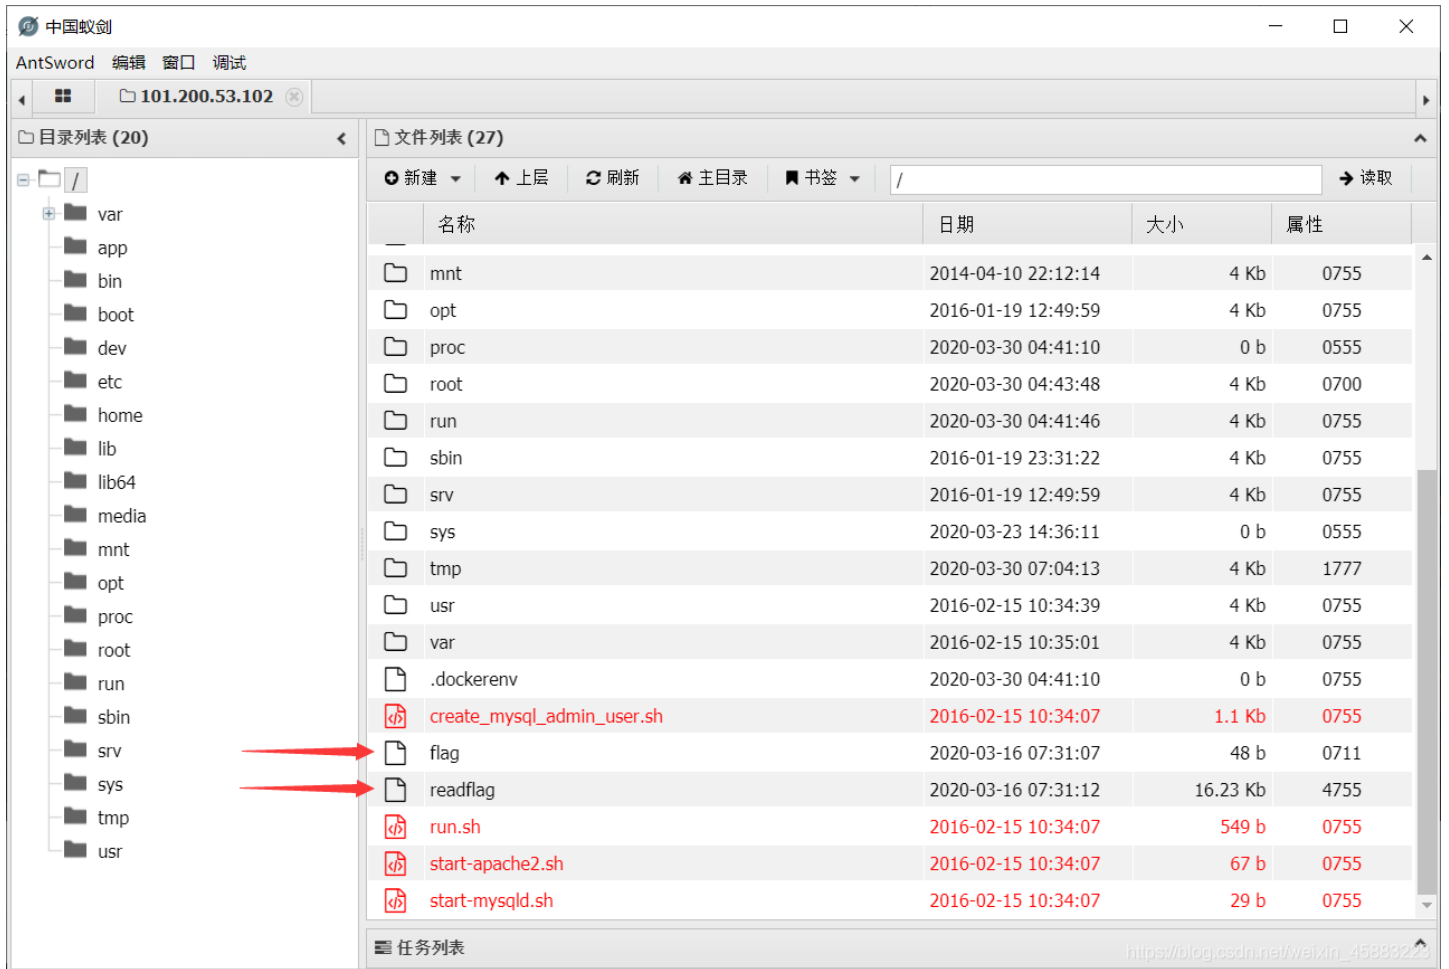 中国蚁剑
AntSword 编辑 窗口 调试
101.200.53.102
目录列表 (20)
/
var
app
bin
boot
dev
etc
home
lib
lib64
media
mnt
opt
proc
root
run
sbin
srv
sys
tmp
usr
文件列表 (27)
新建 上层 刷新 主目录 书签 / 读取
名称 日期 大小 属性
mnt 2014-04-10 22:12:14 4 Kb 0755
opt 2016-01-19 12:49:59 4 Kb 0755
proc 2020-03-30 04:41:10 0 b 0555
root 2020-03-30 04:43:48 4 Kb 0700
run 2020-03-30 04:41:46 4 Kb 0755
sbin 2016-01-19 23:31:22 4 Kb 0755
srv 2016-01-19 12:49:59 4 Kb 0755
sys 2020-03-23 14:36:11 0 b 0555
tmp 2020-03-30 07:04:13 4 Kb 1777
usr 2016-02-15 10:34:39 4 Kb 0755
var 2016-02-15 10:35:01 4 Kb 0755
.dockerenv 2020-03-30 04:41:10 0 b 0755
create_mysql_admin_user.sh 2016-02-15 10:34:07 1.1 Kb 0755
flag 2020-03-16 07:31:07 48 b 0711
readflag 2020-03-16 07:31:12 16.23 Kb 4755
run.sh 2016-02-15 10:34:07 549 b 0755
start-apache2.sh 2016-02-15 10:34:07 67 b 0755
start-mysqld.sh 2016-02-15 10:34:07 29 b 0755
任务列表
https://blog.csdn.net/weixin_45883223